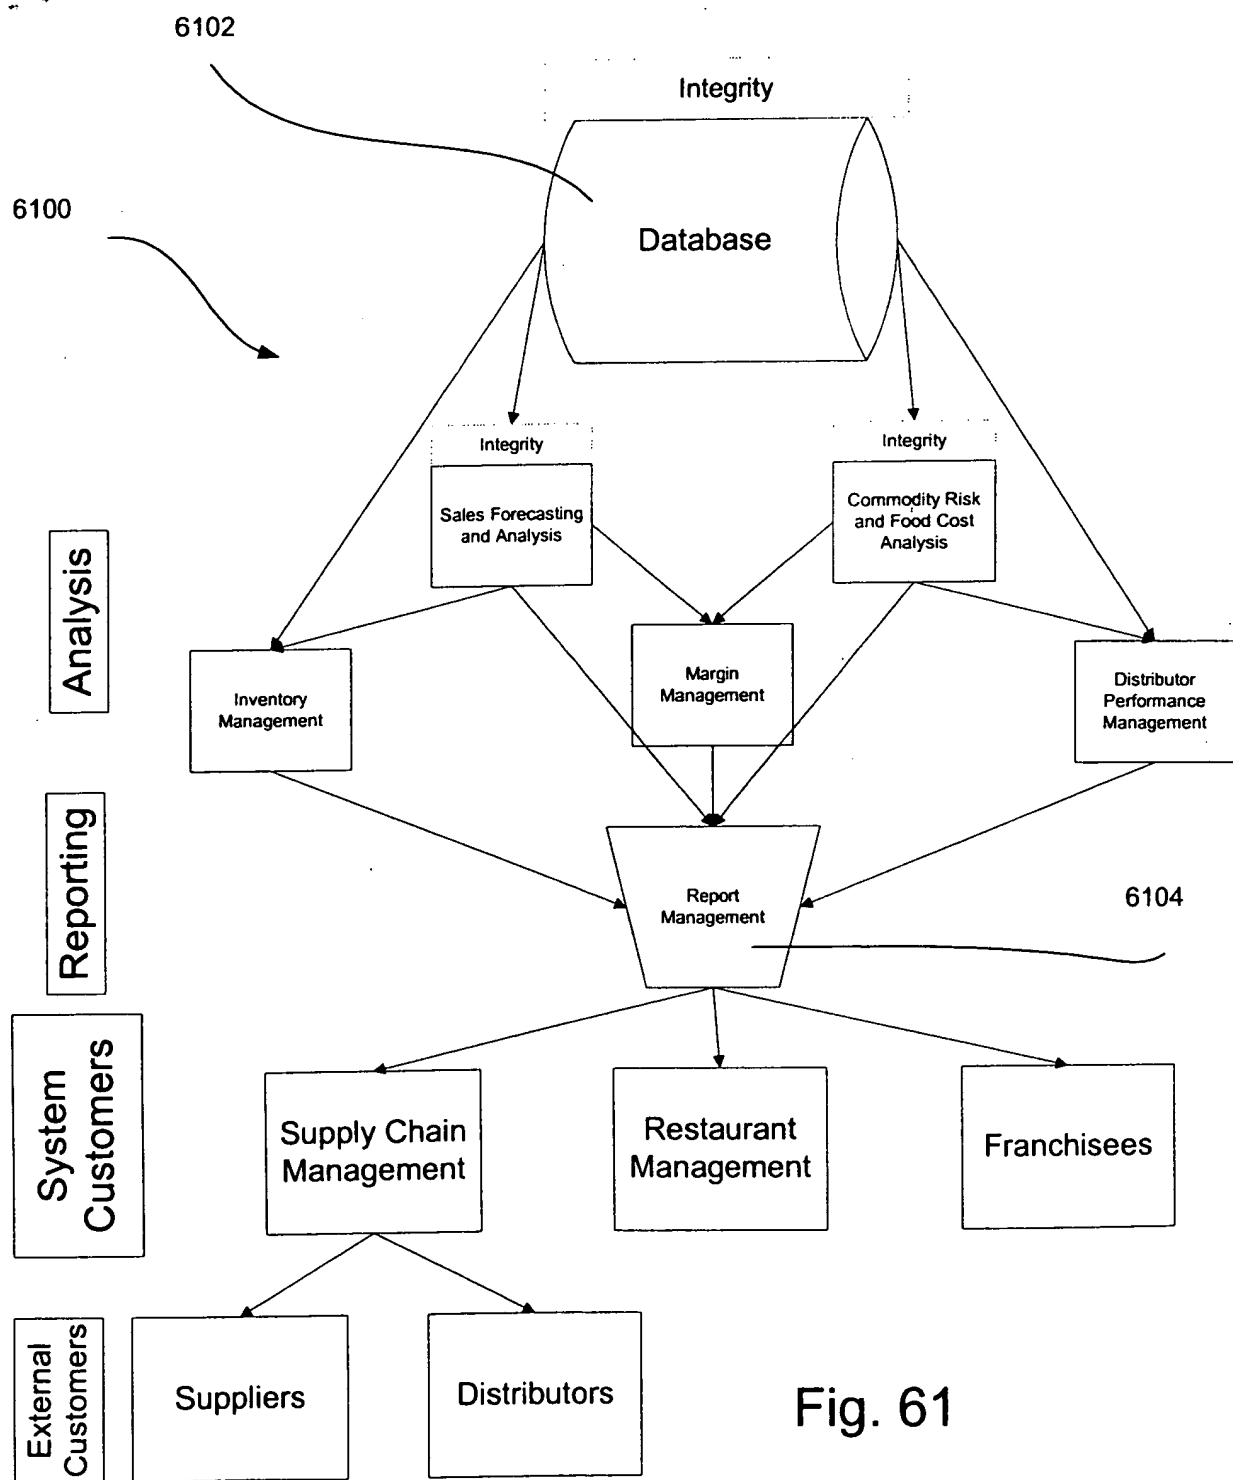 6102
Integrity
6100
Database
Integrity
Integrity
Sales Forecasting
and Analysis
Commodity Risk
and Food Cost
Analysis
Analysis
Inventory
Management
Margin
Management
Distributor
Performance
Management
Reporting
Report
Management
6104
System
Customers
Supply Chain
Management
Restaurant
Management
Franchisees
External
Customers
Suppliers
Distributors
Fig. 61